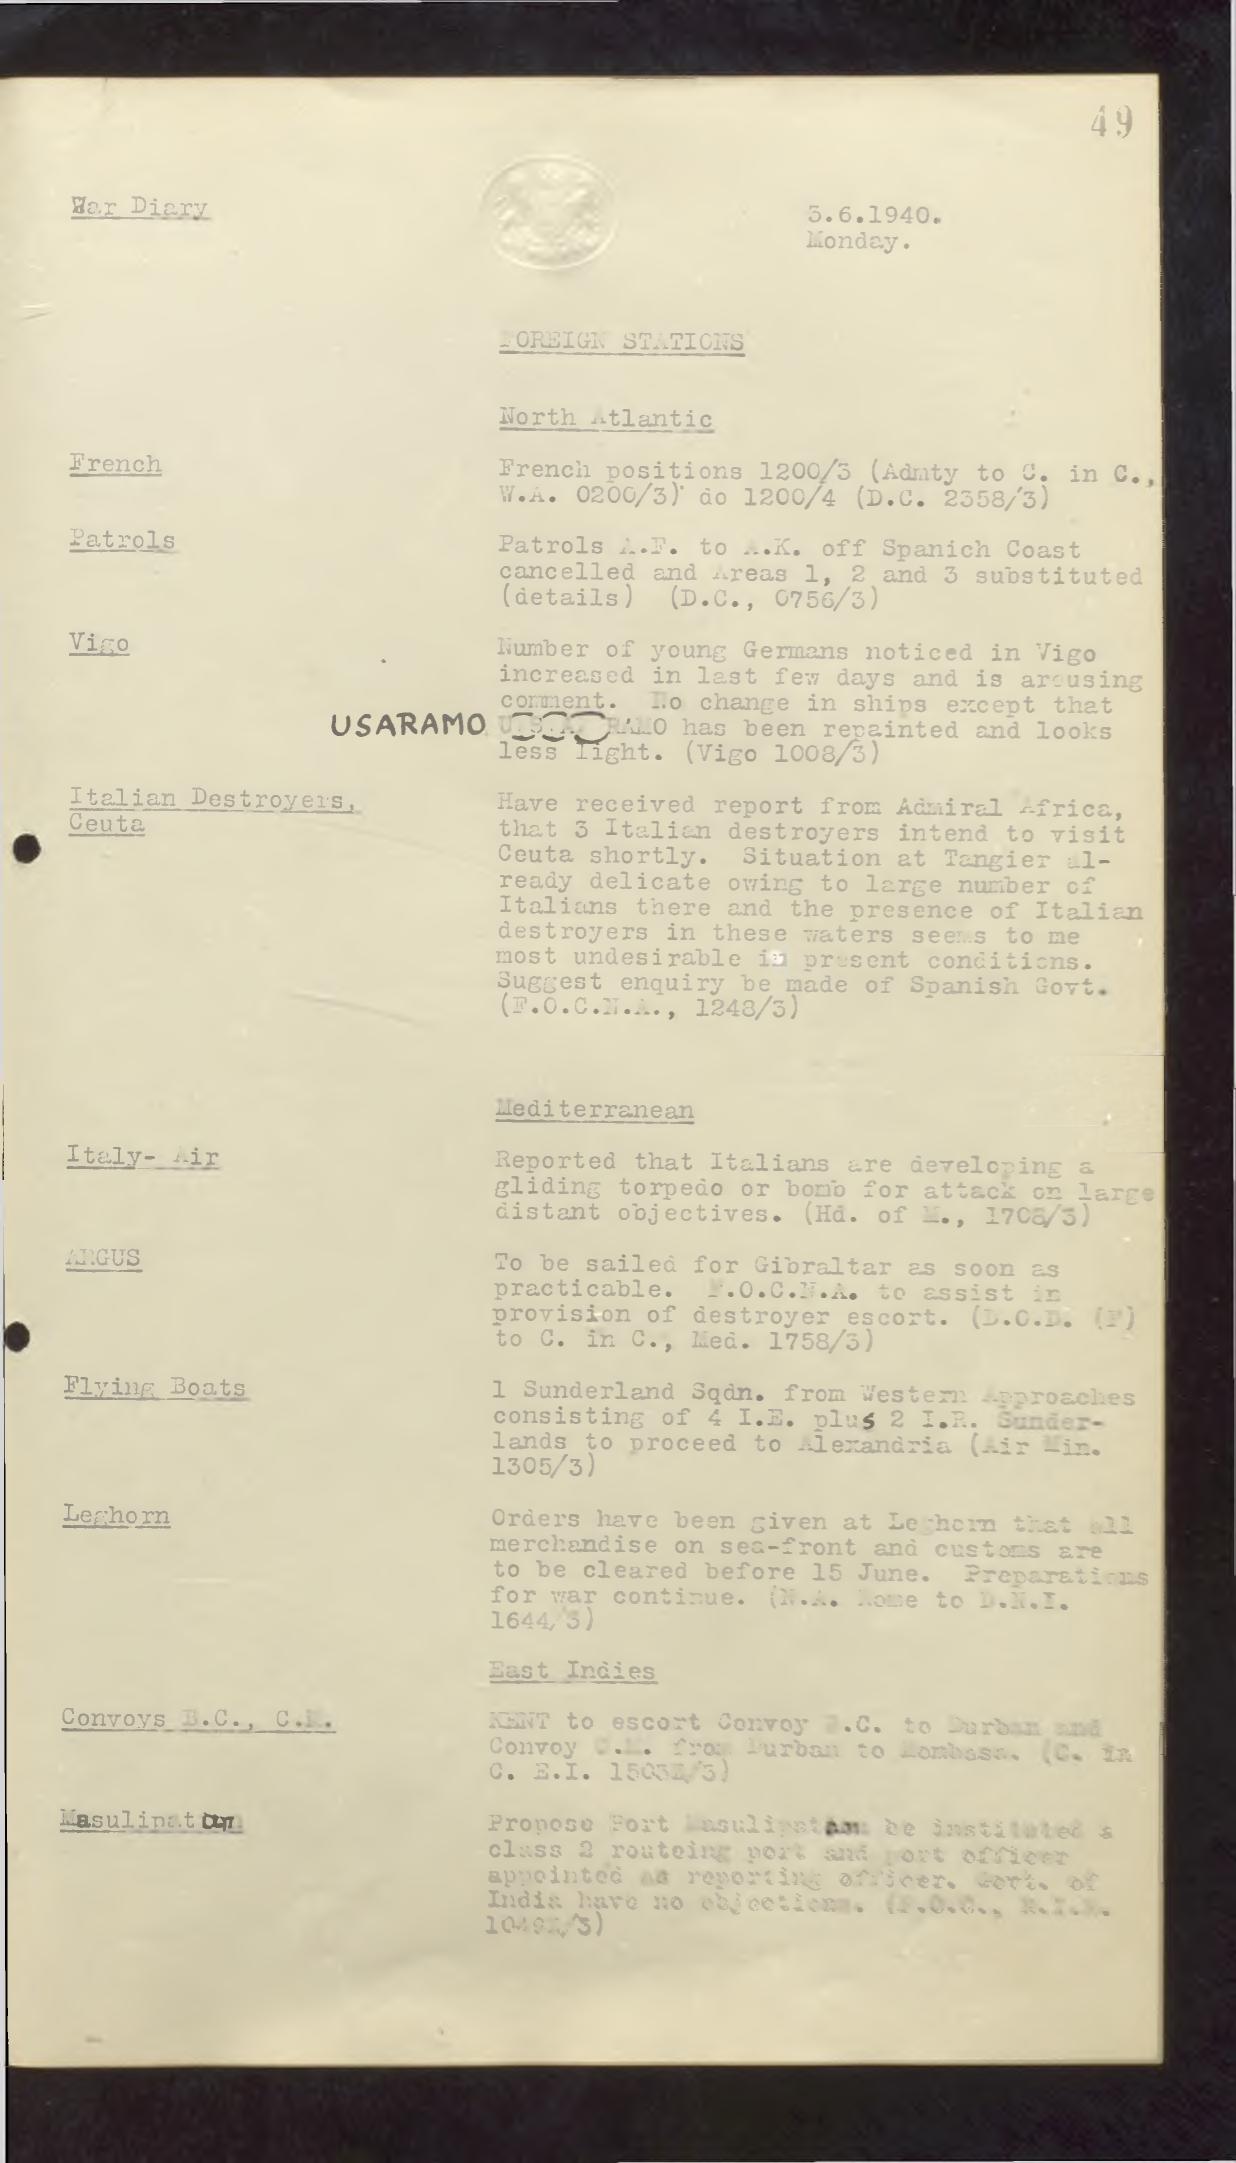 49
War Diary
3.6.1940.
Monday.
FOREIGN STATIONS
North Atlantic
French
French positions 1200/3 (Admty to C. in C.,
W.A. 0200/3) do 1200/4 (D.C. 2358/3)
Patrols
Patrols A.F. to A.K. off Spanich Coast
cancelled and Areas 1, 2 and 3 substituted
(details) (D.C., 0756/3)
Vigo
Number of young Germans noticed in Vigo
increased in last few days and is arousing
comment. No change in ships except that
USARAMO U.S.A. RAMO has been repainted and looks
less light. (Vigo 1008/3)
Italian Destroyers,
Ceuta
Have received report from Admiral Africa,
that 3 Italian destroyers intend to visit
Ceuta shortly. Situation at Tangier al-
ready delicate owing to large number of
Italians there and the presence of Italian
destroyers in these waters seems to me
most undesirable in present conditions.
Suggest enquiry be made of Spanish Govt.
(F.O.C.N.A., 1248/3)
Mediterranean
Italy- Air
Reported that Italians are developing a
gliding torpedo or bomb for attack on large
distant objectives. (Hd. of M., 1708/3)
ARGUS
To be sailed for Gibraltar as soon as
practicable. F.O.C.N.A. to assist in
provision of destroyer escort. (D.O.D. (F)
to C. in C., Med. 1758/3)
Flying Boats
1 Sunderland Sqdn. from Western Approaches
consisting of 4 I.E. plus 2 I.R. Sunder-
lands to proceed to Alexandria (Air Min.
1305/3)
Leghorn
Orders have been given at Leghorn that all
merchandise on sea-front and customs are
to be cleared before 15 June. Preparations
for war continue. (N.A. Rome to D.N.I.
1644/3)
East Indies
Convoys B.C., C.M.
KENT to escort Convoy B.C. to Durban and
Convoy C.M. from Durban to Mombasa. (C. in
C. E.I. 1503Z/3)
Masulipatam
Propose Port Masulipatam be instituted a
class 2 routeing port and port officer
appointed as reporting officer. Govt. of
India have no objections. (F.O.C., R.I.N.
1049Z/3)